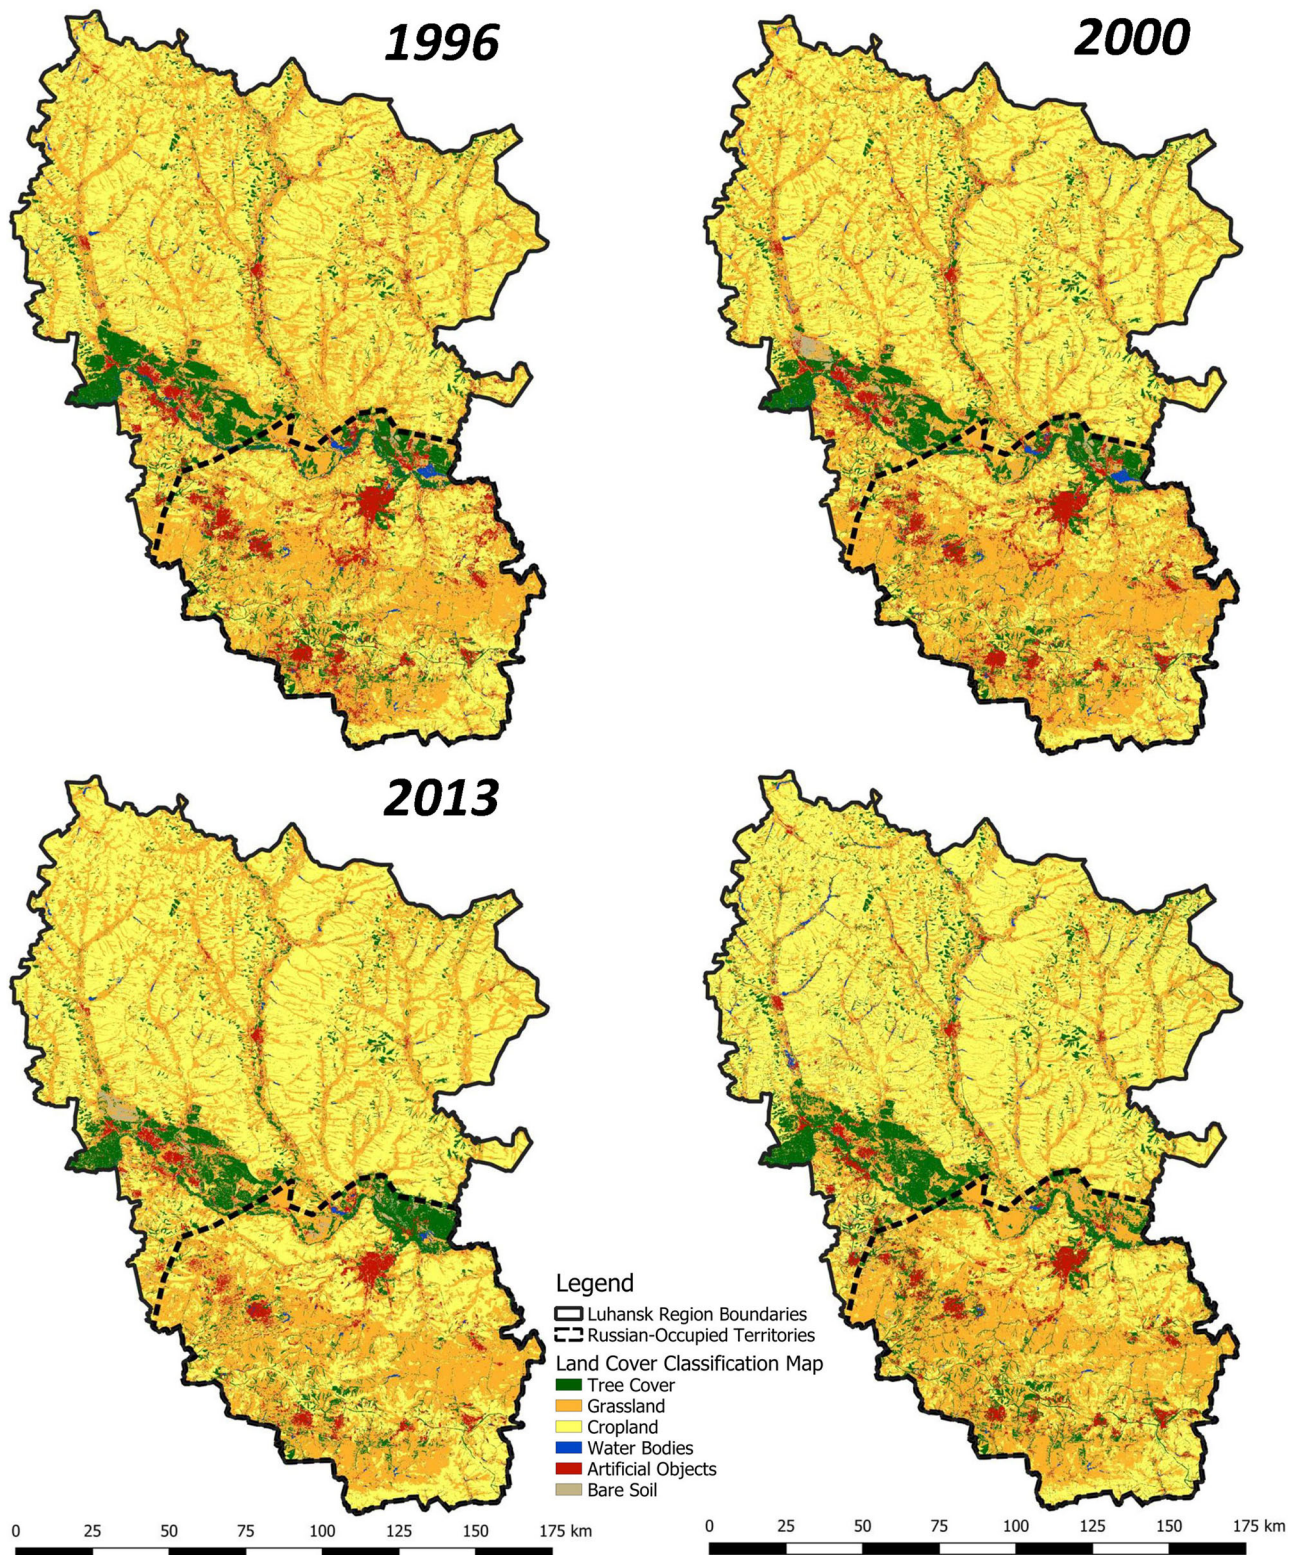 1996
2000
2013
Legend
Luhansk Region Boundaries
Russian-Occupied Territories
Land Cover Classification Map
Tree Cover
Grassland
Cropland
Water Bodies
Artificial Objects
Bare Soil
0 25 50 75 100 125 150 175 km
0 25 50 75 100 125 150 175 km